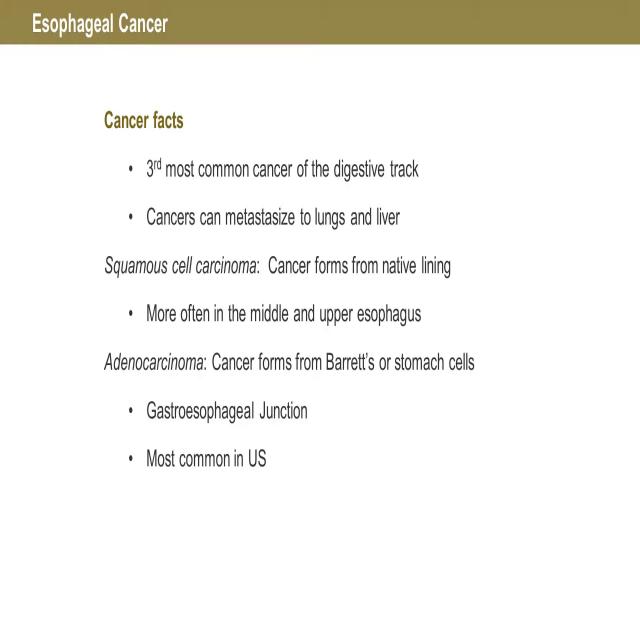 Esophageal Cancer
Cancer facts
• 3rd most common cancer of the digestive track
• Cancers can metastasize to lungs and liver
Squamous cell carcinoma: Cancer forms from native lining
• More often in the middle and upper esophagus
Adenocarcinoma: Cancer forms from Barrett's or stomach cells
• Gastroesophageal Junction
• Most common in US